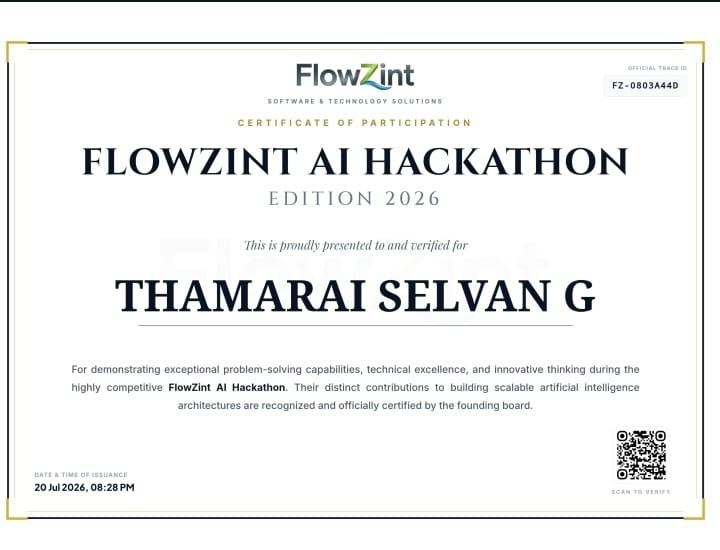 FlowZint
SOFTWARE & TECHNOLOGY SOLUTIONS
OFFICIAL TRACE ID
FZ-0803A44D
CERTIFICATE OF PARTICIPATION
FLOWZINT AI HACKATHON
EDITION 2026
This is proudly presented to and verified for
FlowZint
THAMARAI SELVAN G
For demonstrating exceptional problem-solving capabilities, technical excellence, and innovative thinking during the
highly competitive FlowZint AI Hackathon. Their distinct contributions to building scalable artificial intelligence
architectures are recognized and officially certified by the founding board.
DATE & TIME OF ISSUANCE
20 Jul 2026, 08:28 PM
SCAN TO VERIFY